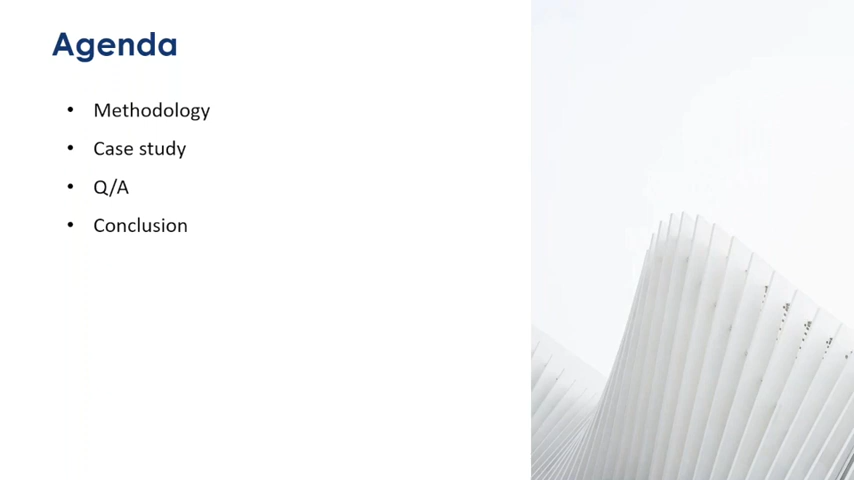 Agenda
• Methodology
• Case study
• Q/A
• Conclusion